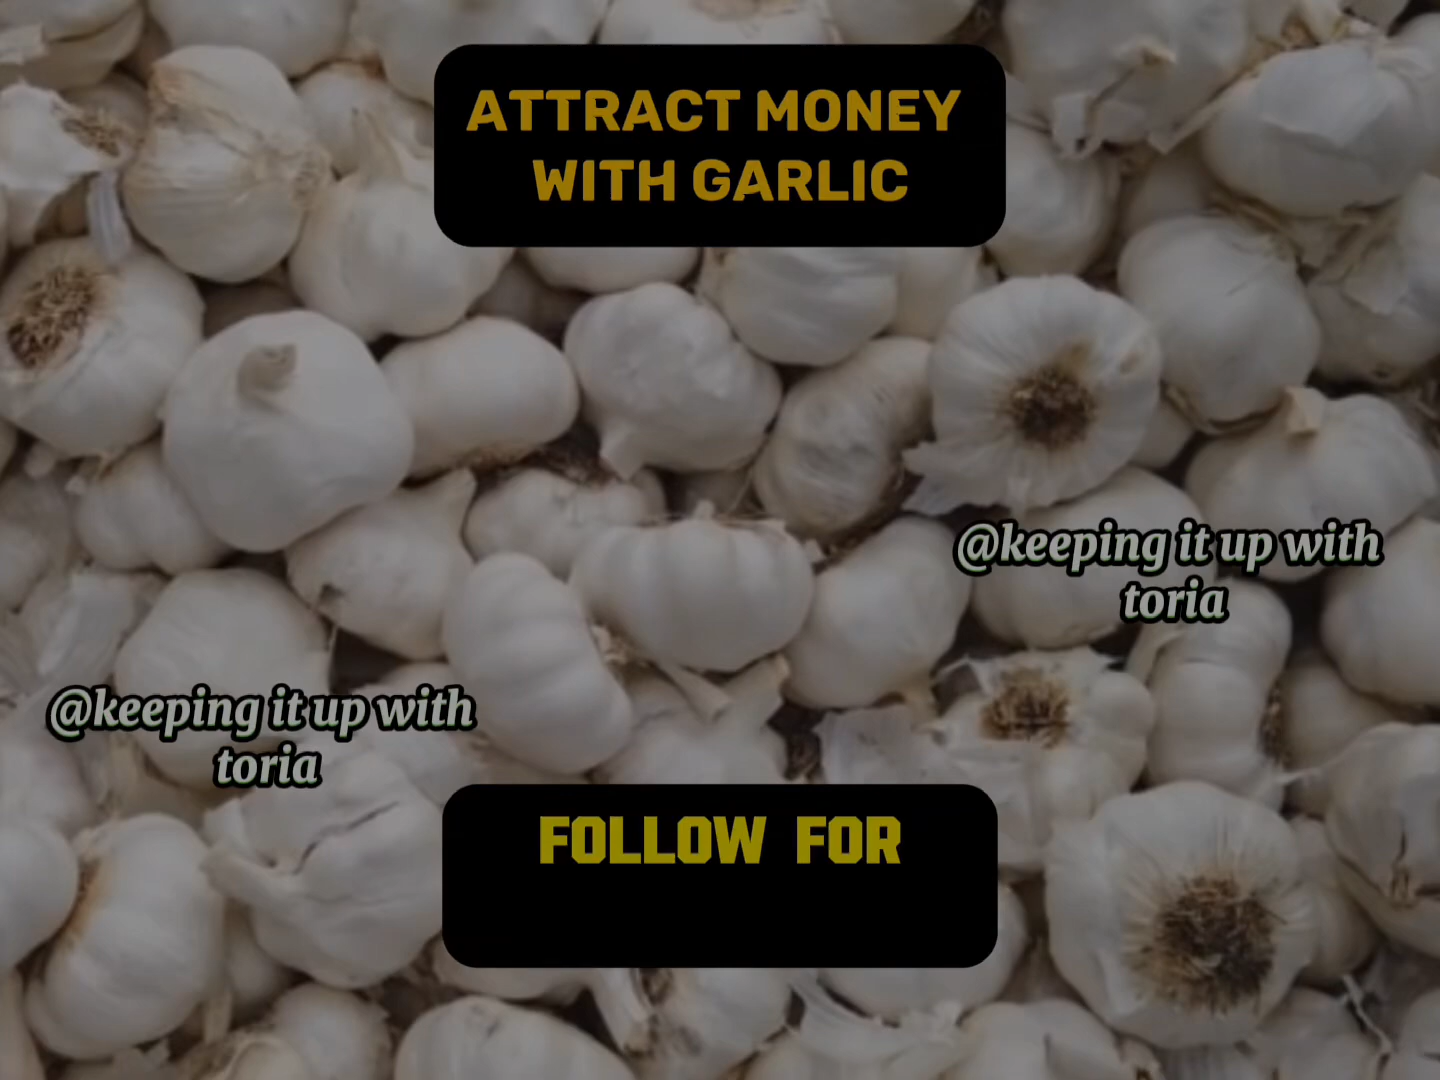 ATTRACT MONEY
WITH GARLIC
@keeping it up with
toria
@keeping it up with
toria
FOLLOW FOR